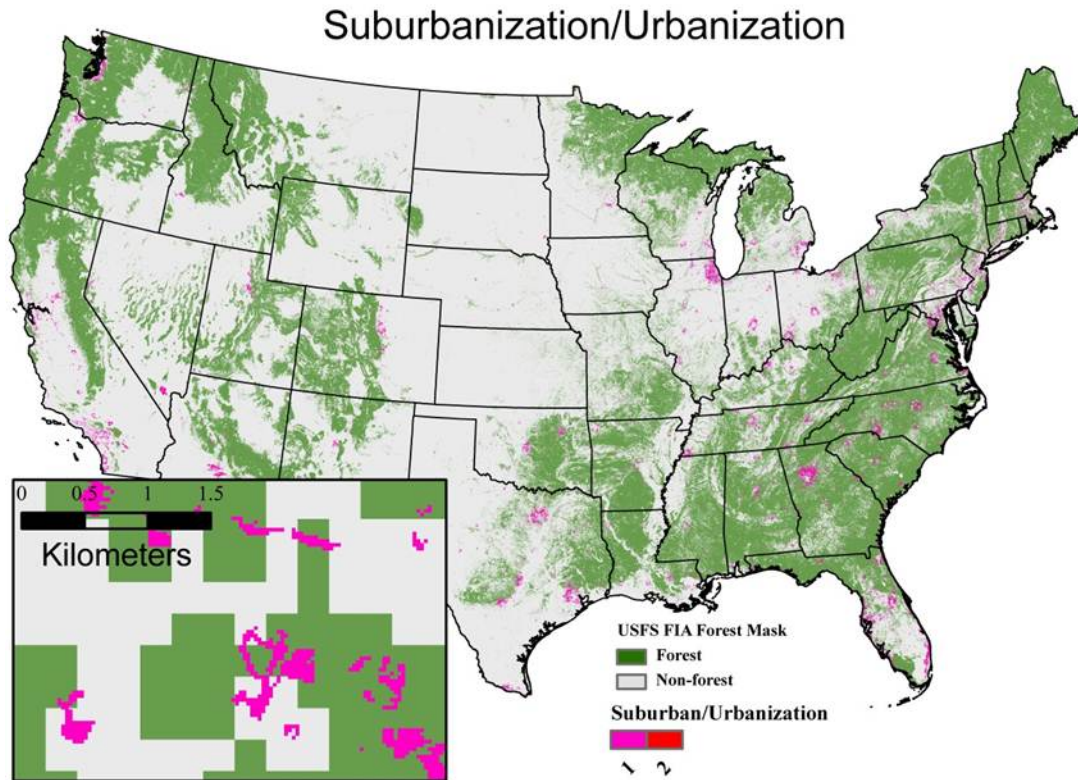 Suburbanization/Urbanization
0 0.5 1 1.5
Kilometers
USFS FIA Forest Mask
Forest
Non-forest
Suburban/Urbanization
1 2